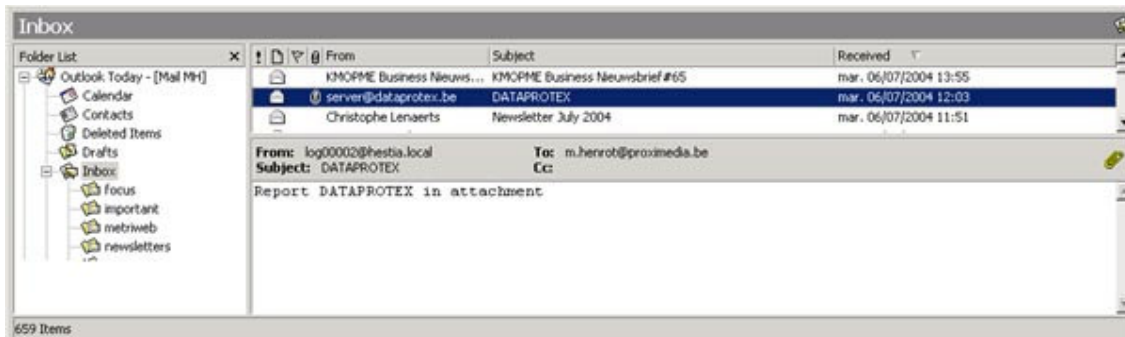 Inbox
Folder List
Outlook Today - [Mail MH]
Calendar
Contacts
Deleted Items
Drafts
Inbox
focus
important
metriweb
newsletters
! From Subject Received
KMOPME Business Nieuws... KMOPME Business Nieuwsbrief #65 mar. 06/07/2004 13:55
server@dataprotex.be DATAPROTEX mar. 06/07/2004 12:03
Christophe Lenaerts Newsletter July 2004 mar. 06/07/2004 11:51
From: log00002@hestia.local To: m.henrot@proximedia.be
Subject: DATAPROTEX Cc:
Report DATAPROTEX in attachment
659 Items